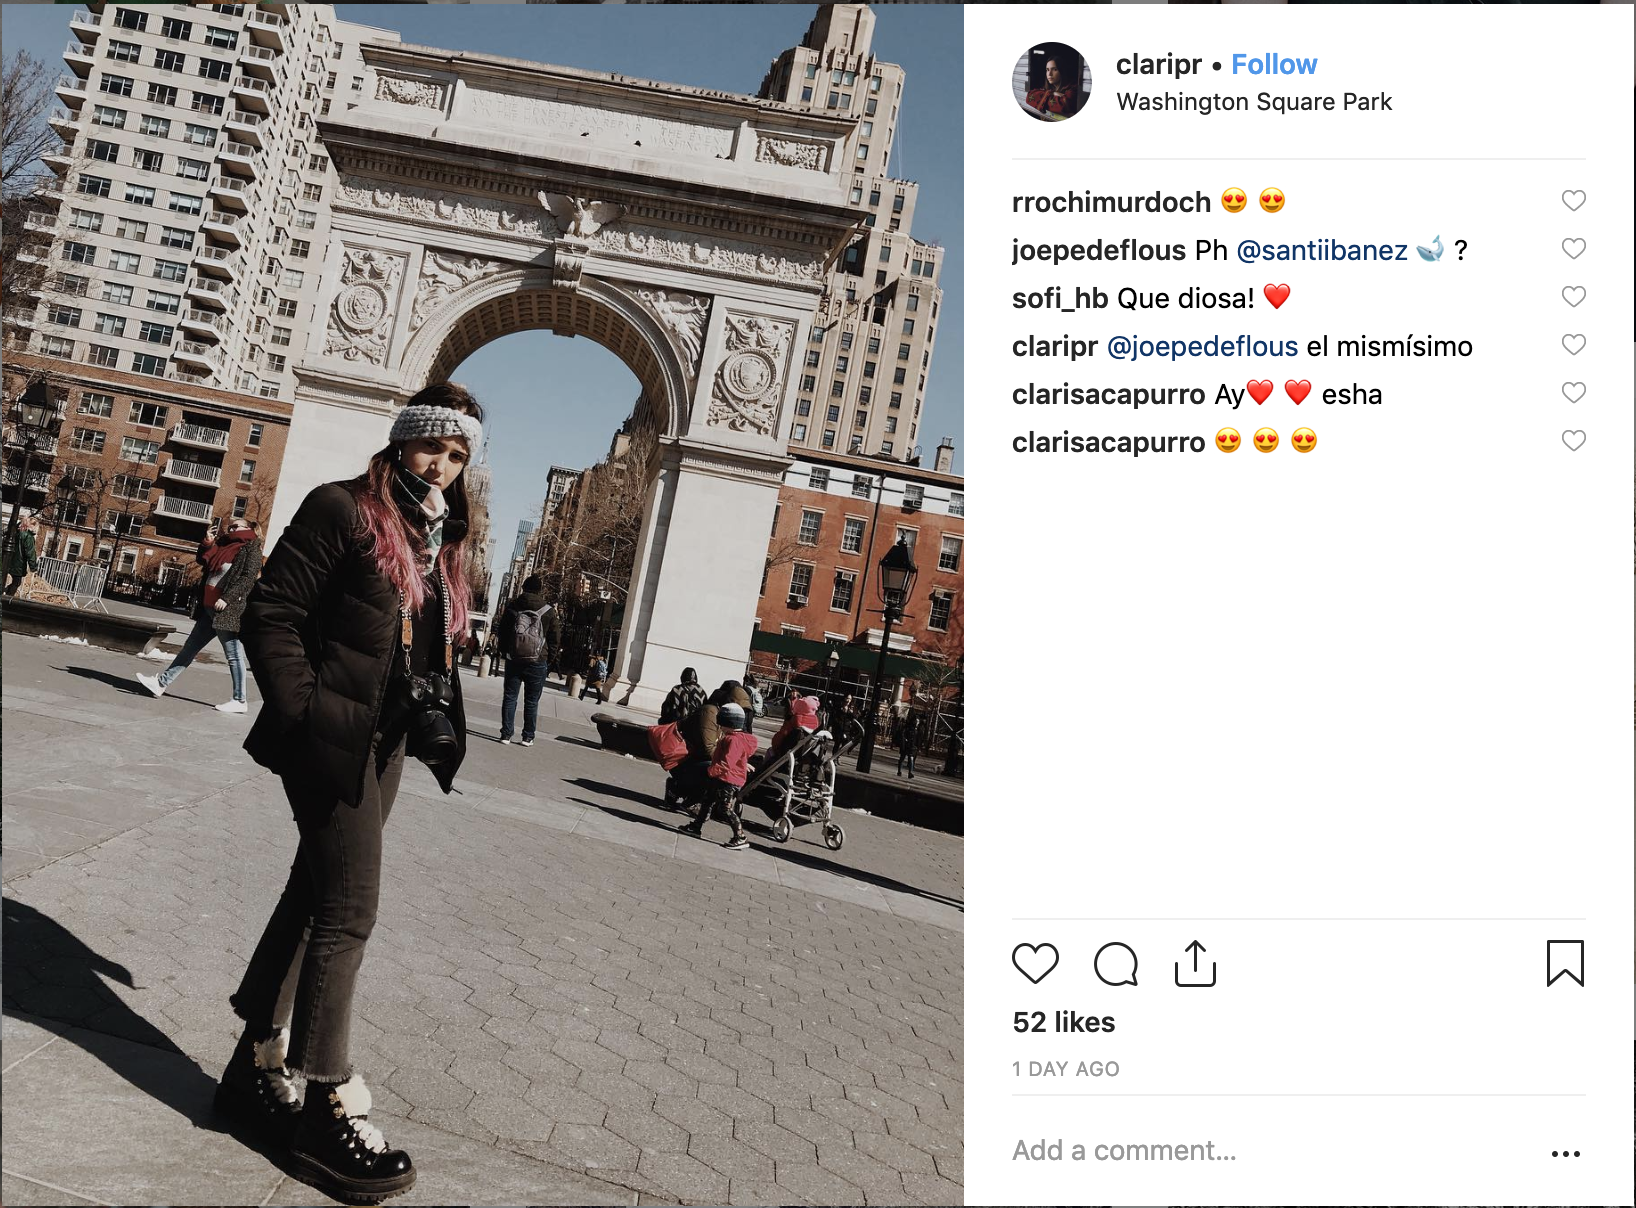 claripr • Follow
Washington Square Park
rrochimurdoch 😍 😍
joepedeflous Ph @santiibanez 🐳 ?
sofi_hb Que diosa! ❤️
claripr @joepedeflous el mismísimo
clarisacapurro Ay❤️ ❤️ esha
clarisacapurro 😍 😍 😍
52 likes
1 DAY AGO
Add a comment...